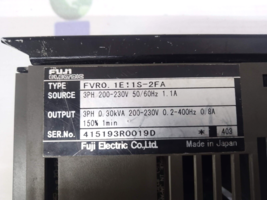 FUJI
TYPE FVR0.1E11S-2FA
SOURCE 3PH 200-230V 50/60Hz 1.1A
OUTPUT 3PH 0.30kVA 200-230V 0.2-400Hz 0.8A
150% 1min
SER.No. 415193R0019D * 403
Fuji Electric Co.,Ltd. Made in Japan